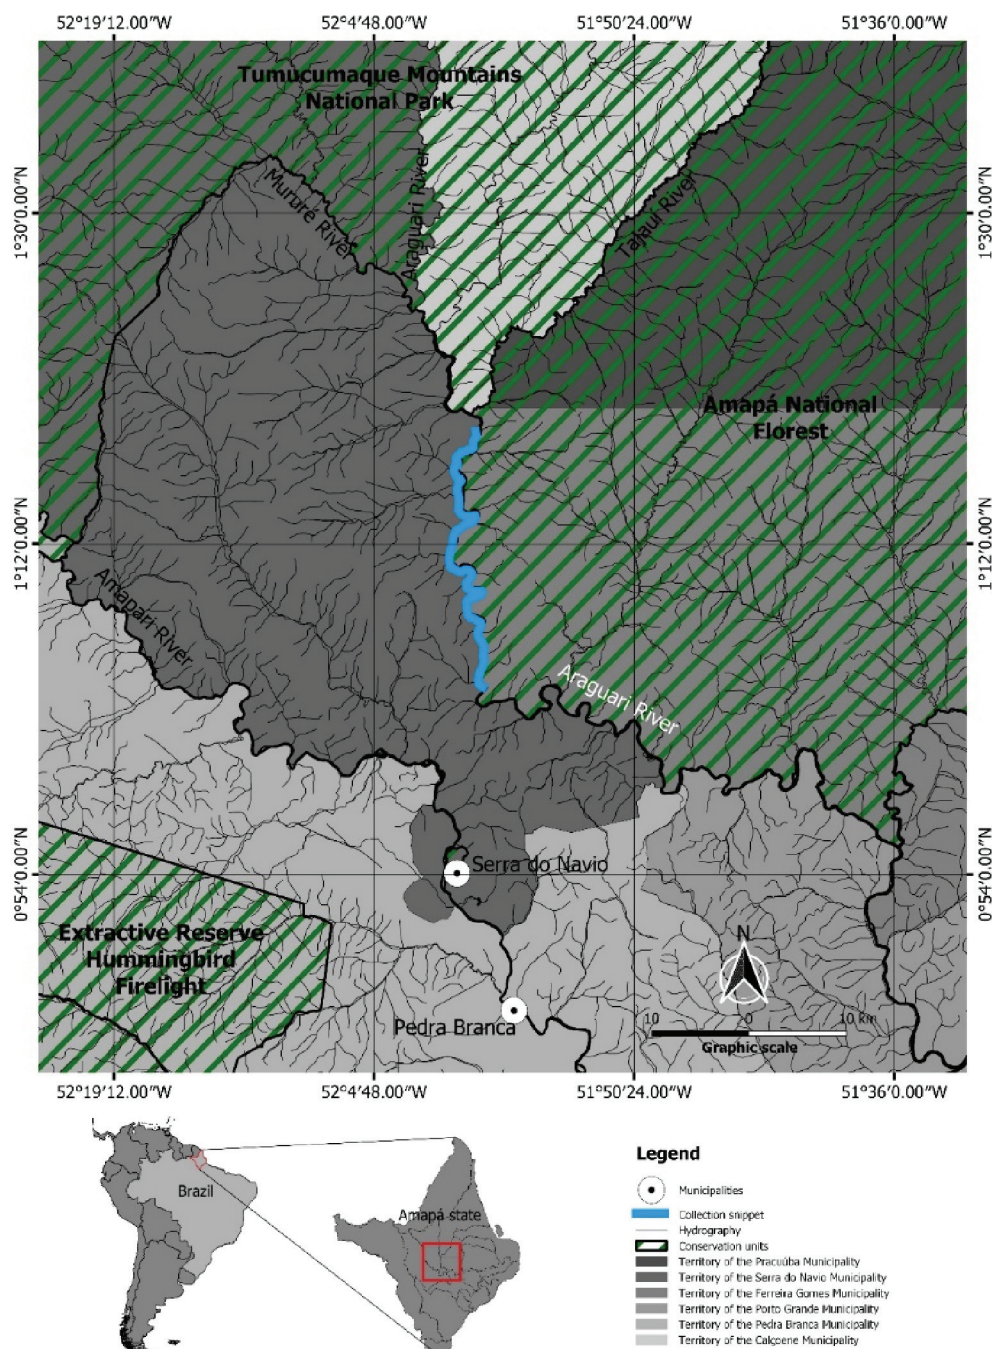 52°19'12.00"W 52°4'48.00"W 51°50'24.00"W 51°36'0.00"W
Tumucumaque Mountains
National Park
1°30'0.00"N
Mururé River
Araguari River
Tajauí River
1°30'0.00"N
Amapá National
Florest
1°12'0.00"N
1°12'0.00"N
Amapari River
Araguari River
0°54'0.00"N
Serra do Navio
0°54'0.00"N
Extractive Reserve
Hummingbird
Firelight
N
Pedra Branca
10 0 10 km
Graphic scale
52°19'12.00"W 52°4'48.00"W 51°50'24.00"W 51°36'0.00"W
Brazil
Amapá state
Legend
Municipalities
Collection snippet
Hydrography
Conservation units
Territory of the Pracuúba Municipality
Territory of the Serra do Navio Municipality
Territory of the Ferreira Gomes Municipality
Territory of the Porto Grande Municipality
Territory of the Pedra Branca Municipality
Territory of the Calçoene Municipality